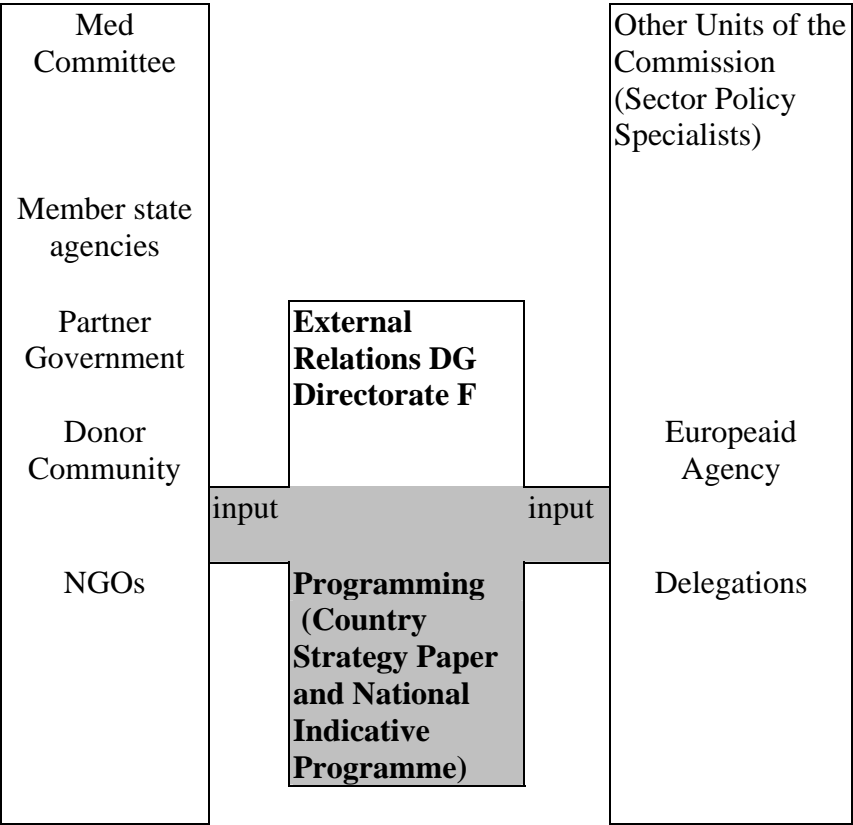 Med
Committee
Member state
agencies
Partner
Government
Donor
Community
NGOs
input
External
Relations DG
Directorate F
Programming
(Country
Strategy Paper
and National
Indicative
Programme)
input
Other Units of the
Commission
(Sector Policy
Specialists)
Europeaid
Agency
Delegations